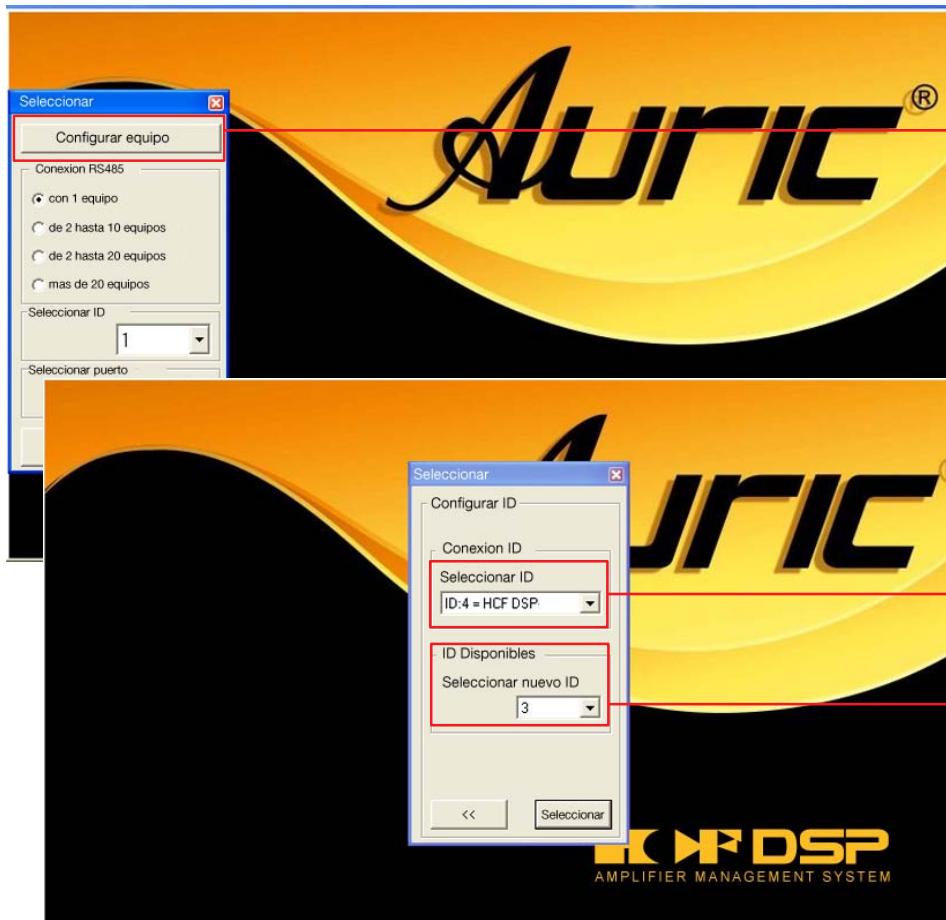 Auric®
Seleccionar
Configurar equipo
Conexion RS485
con 1 equipo
de 2 hasta 10 equipos
de 2 hasta 20 equipos
mas de 20 equipos
Seleccionar ID
1
Seleccionar puerto
Seleccionar
Configurar ID
Conexion ID
Seleccionar ID
ID:4 = HCF DSP
ID Disponibles
Seleccionar nuevo ID
3
<<
Seleccionar
uric
HCF DSP
AMPLIFIER MANAGEMENT SYSTEM